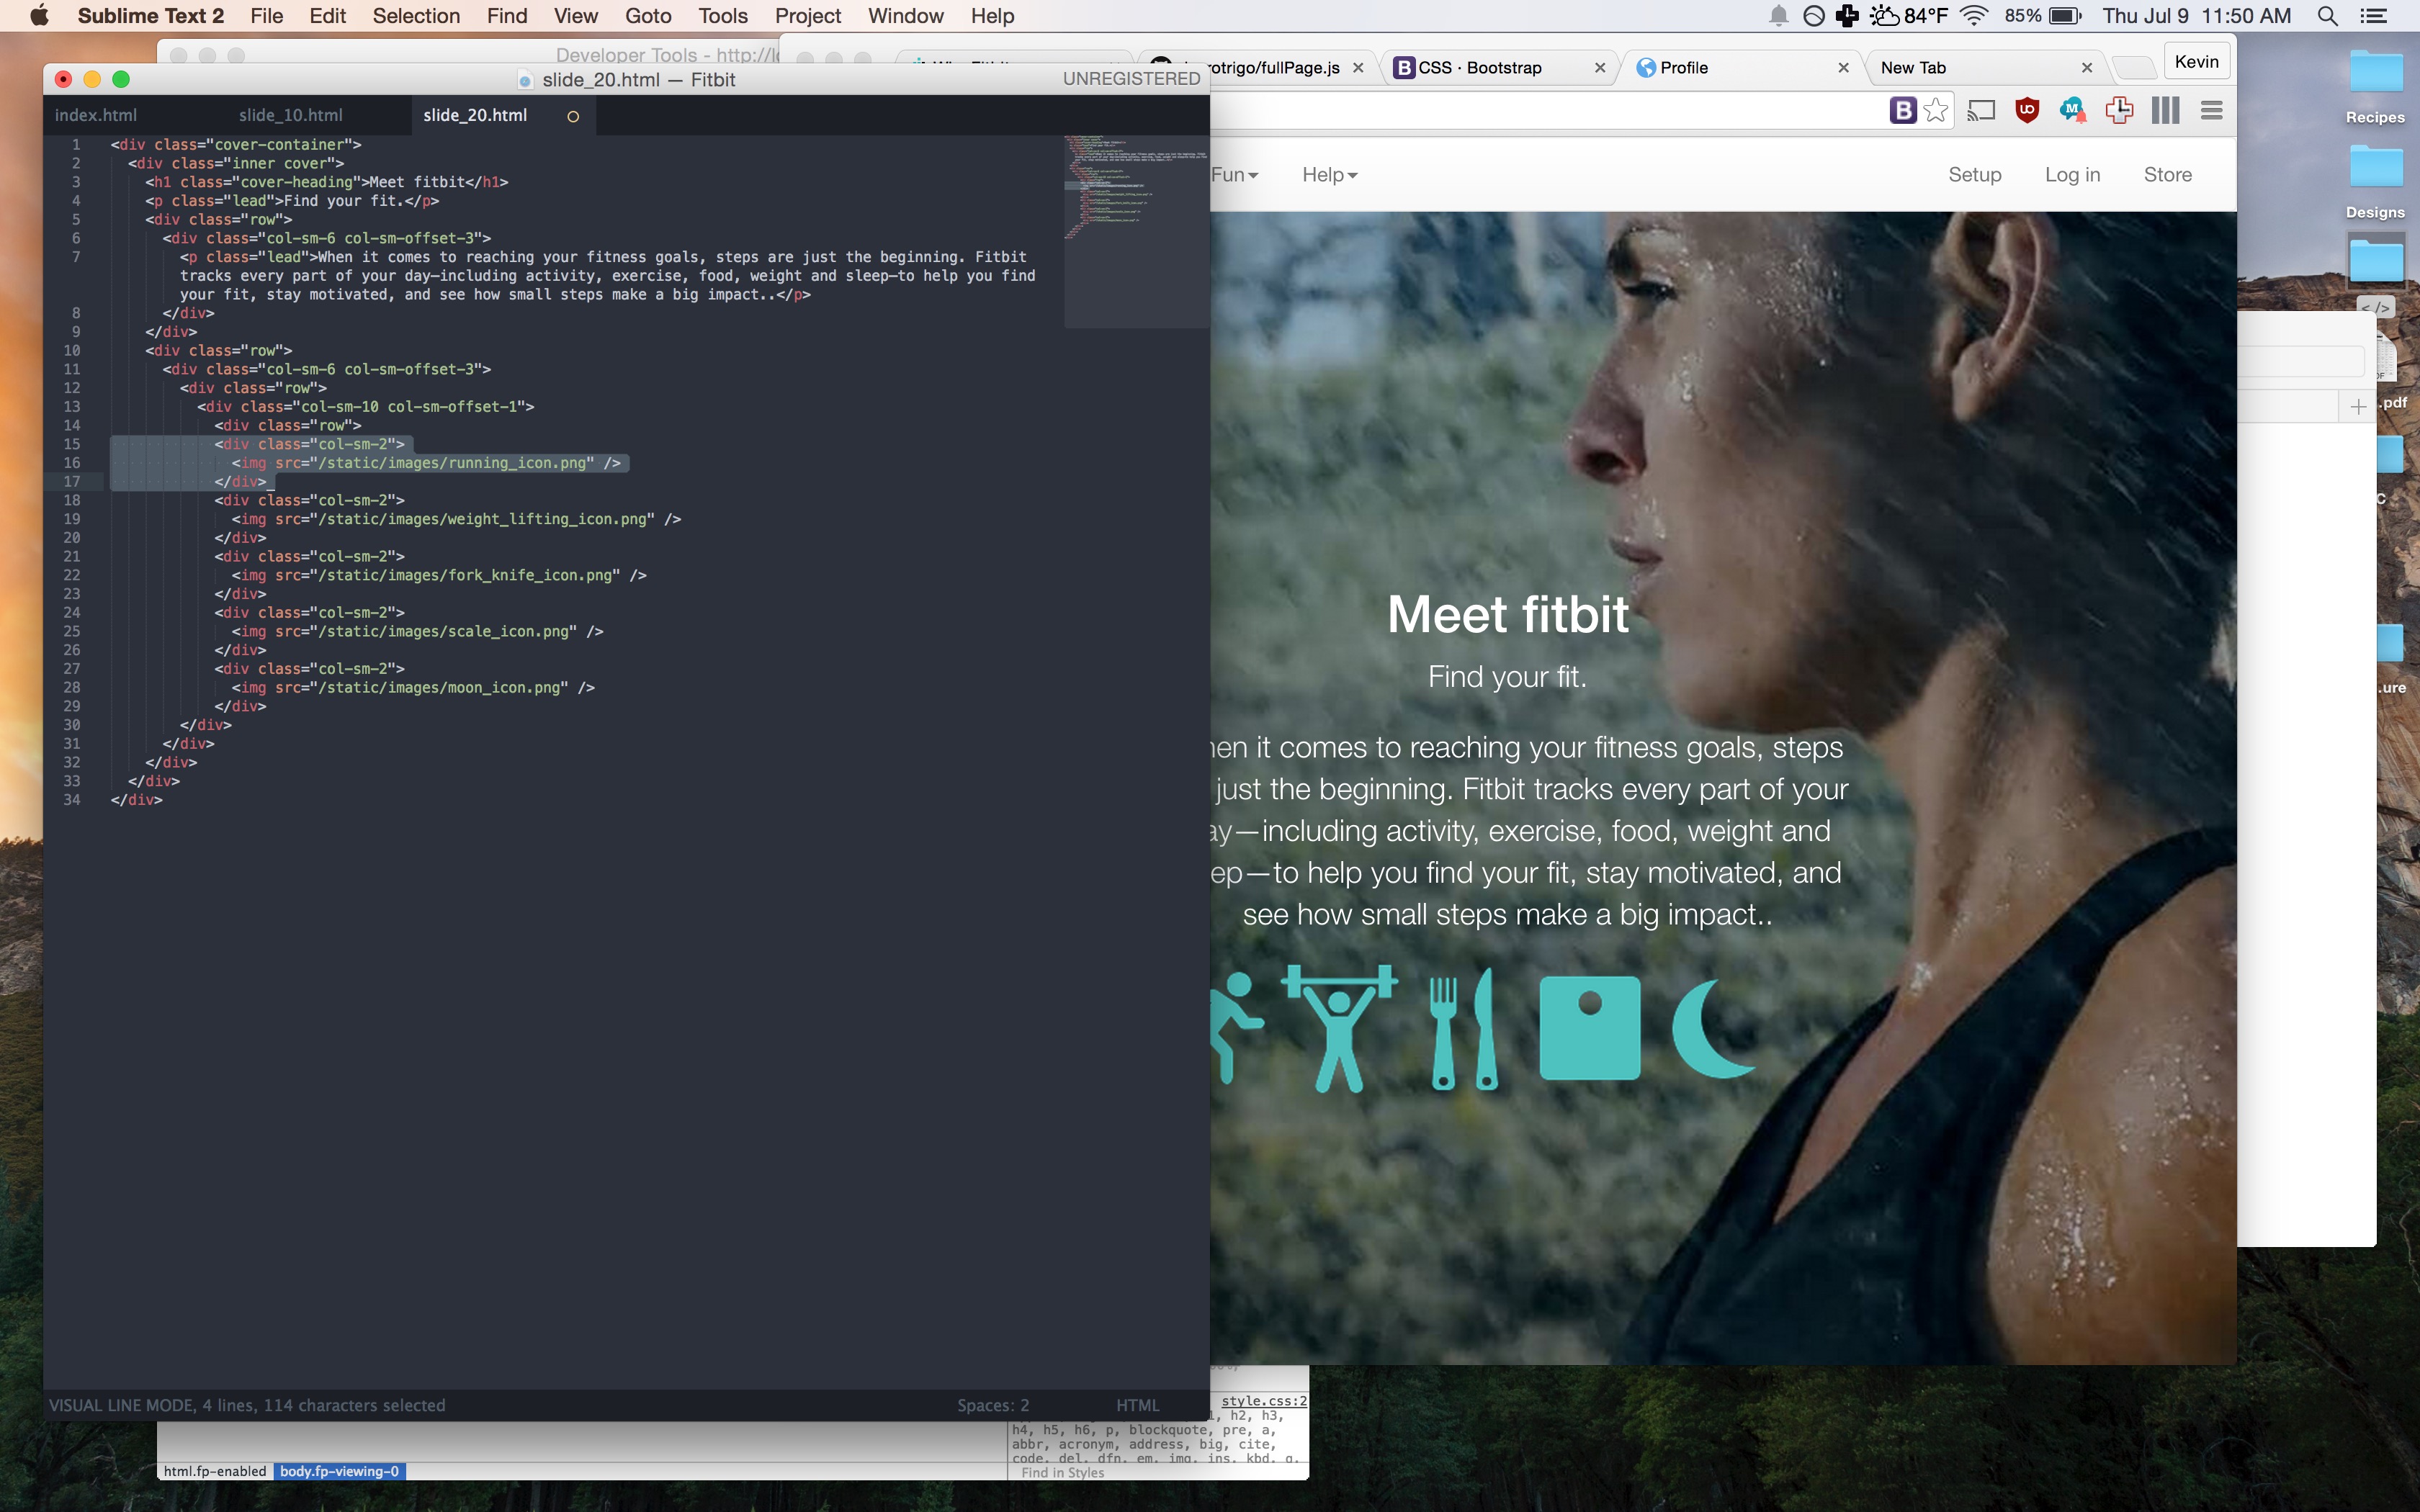 Sublime Text 2 File Edit Selection Find View Goto Tools Project Window Help
84°F 85% Thu Jul 9 11:50 AM
Developer Tools - http://l
slide_20.html — Fitbit
UNREGISTERED
index.html slide_10.html slide_20.html
1 <div class="cover-container">
2 <div class="inner cover">
3 <h1 class="cover-heading">Meet fitbit</h1>
4 <p class="lead">Find your fit.</p>
5 <div class="row">
6 <div class="col-sm-6 col-sm-offset-3">
7 <p class="lead">When it comes to reaching your fitness goals, steps are just the beginning. Fitbit
tracks every part of your day—including activity, exercise, food, weight and sleep—to help you find
your fit, stay motivated, and see how small steps make a big impact..</p>
8 </div>
9 </div>
10 <div class="row">
11 <div class="col-sm-6 col-sm-offset-3">
12 <div class="row">
13 <div class="col-sm-10 col-sm-offset-1">
14 <div class="row">
15 <div class="col-sm-2">
16 <img src="/static/images/running_icon.png" />
17 </div>
18 <div class="col-sm-2">
19 <img src="/static/images/weight_lifting_icon.png" />
20 </div>
21 <div class="col-sm-2">
22 <img src="/static/images/fork_knife_icon.png" />
23 </div>
24 <div class="col-sm-2">
25 <img src="/static/images/scale_icon.png" />
26 </div>
27 <div class="col-sm-2">
28 <img src="/static/images/moon_icon.png" />
29 </div>
30 </div>
31 </div>
32 </div>
33 </div>
34 </div>
VISUAL LINE MODE, 4 lines, 114 characters selected Spaces: 2 HTML
rotrigo/fullPage.js B CSS · Bootstrap Profile New Tab Kevin
Fun Help Setup Log in Store
Meet fitbit
Find your fit.
en it comes to reaching your fitness goals, steps
just the beginning. Fitbit tracks every part of your
ay—including activity, exercise, food, weight and
ep—to help you find your fit, stay motivated, and
see how small steps make a big impact..
Recipes
Designs
</>
.pdf
C
.ure
style.css:2
1, h2, h3,
h4, h5, h6, p, blockquote, pre, a,
abbr, acronym, address, big, cite,
code, del, dfn, em, img, ins, kbd, q,
Find in Styles
html.fp-enabled body.fp-viewing-0